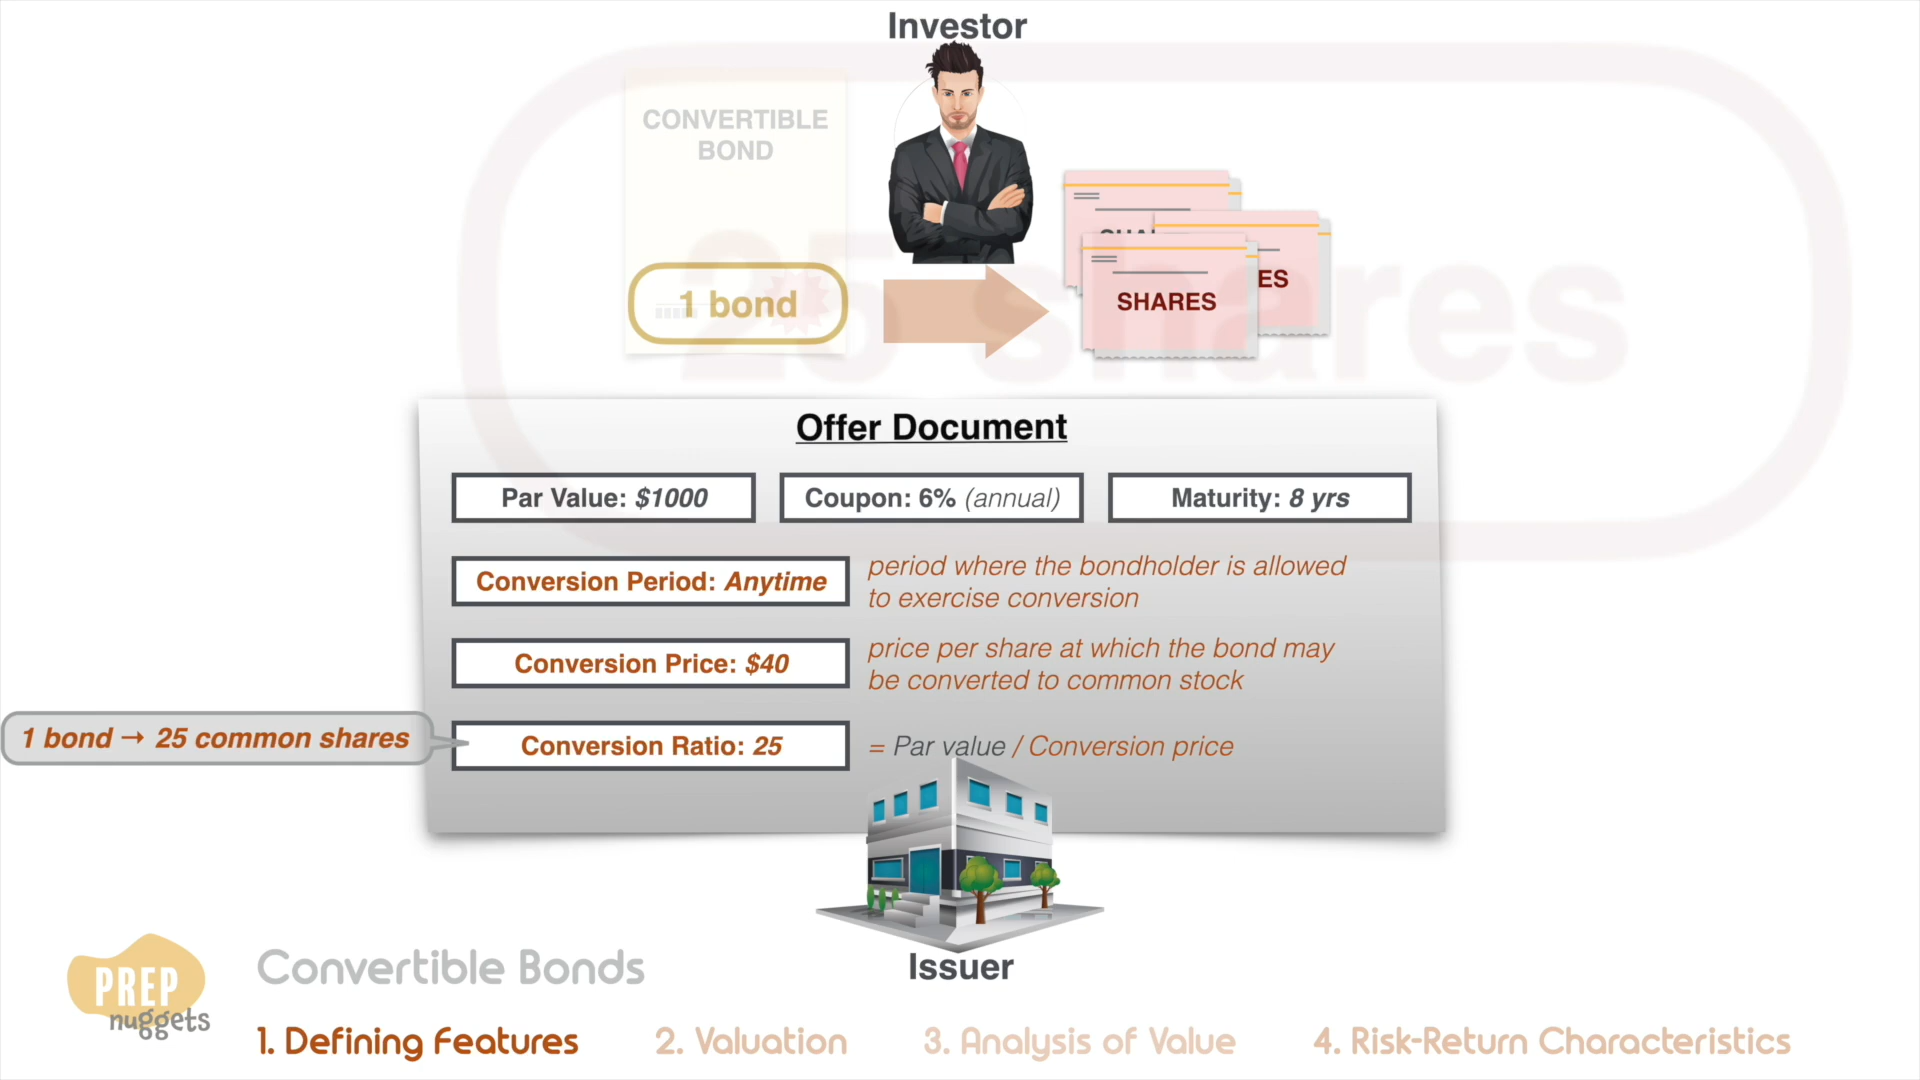 Investor
CONVERTIBLE
BOND
1 bond
25 shares
SHARES
ES
Offer Document
Par Value: $1000
Coupon: 6% (annual)
Maturity: 8 yrs
Conversion Period: Anytime
period where the bondholder is allowed
to exercise conversion
Conversion Price: $40
price per share at which the bond may
be converted to common stock
1 bond → 25 common shares
Conversion Ratio: 25
= Par value / Conversion price
PREP
nuggets
Convertible Bonds
Issuer
1. Defining Features
2. Valuation
3. Analysis of Value
4. Risk-Return Characteristics